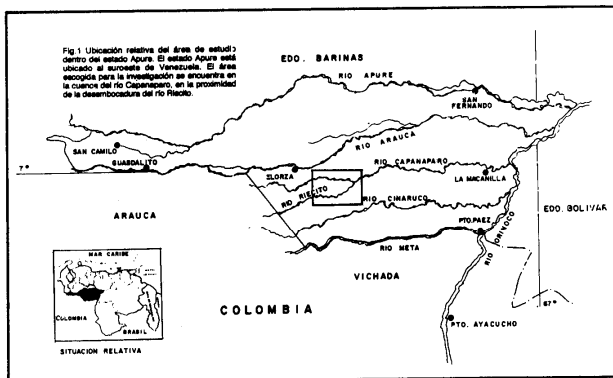 Fig.1 Ubicación relativa del área de estudio
dentro del estado Apure. El estado Apure está
ubicado al suroeste de Venezuela. El área
escogida para la investigación se encuentra en
la cuenca del río Capanaparo, en la proximidad
de la desembocadura del río Riecito.
EDO. BARINAS
RIO APURE
SAN
FERNANDO
SAN CAMILO
GUASDALITO
7°
RIO ARAUCA
ELORZA
RIO CAPANAPARO
LA MACANILLA
RIO RIECITO
RIO CINARUCO
ARAUCA
PTO.PAEZ
RIO ORINOCO
EDO. BOLIVAR
RIO META
VICHADA
MAR CARIBE
COLOMBIA
BRASIL
COLOMBIA
67°
PTO. AYACUCHO
SITUACION RELATIVA